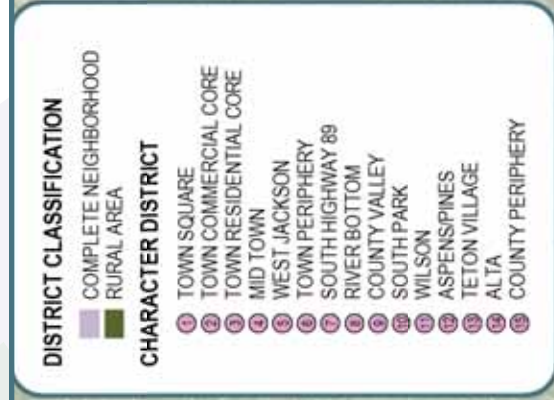 DISTRICT CLASSIFICATION
COMPLETE NEIGHBORHOOD
RURAL AREA
CHARACTER DISTRICT
1 TOWN SQUARE
2 TOWN COMMERCIAL CORE
3 TOWN RESIDENTIAL CORE
4 MID TOWN
5 WEST JACKSON
6 TOWN PERIPHERY
7 SOUTH HIGHWAY 89
8 RIVER BOTTOM
9 COUNTY VALLEY
10 SOUTH PARK
11 WILSON
12 ASPENS/PINES
13 TETON VILLAGE
14 ALTA
15 COUNTY PERIPHERY